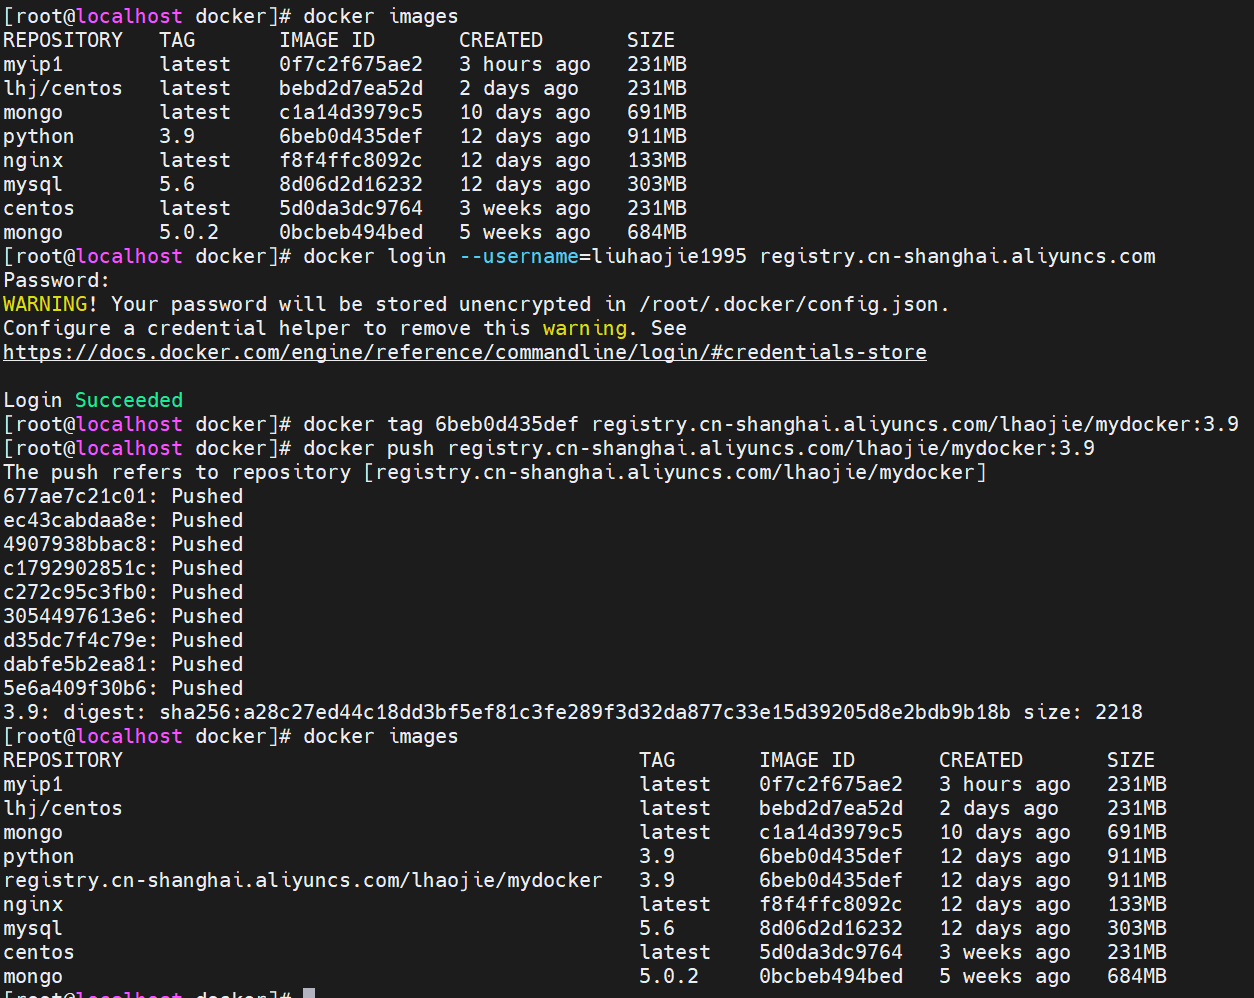 [root@localhost docker]# docker images
REPOSITORY   TAG       IMAGE ID       CREATED       SIZE
myip1        latest    0f7c2f675ae2   3 hours ago   231MB
lhj/centos   latest    bebd2d7ea52d   2 days ago    231MB
mongo        latest    c1a14d3979c5   10 days ago   691MB
python       3.9       6beb0d435def   12 days ago   911MB
nginx        latest    f8f4ffc8092c   12 days ago   133MB
mysql        5.6       8d06d2d16232   12 days ago   303MB
centos       latest    5d0da3dc9764   3 weeks ago   231MB
mongo        5.0.2     0bcbeb494bed   5 weeks ago   684MB
[root@localhost docker]# docker login --username=liuhaojie1995 registry.cn-shanghai.aliyuncs.com
Password:
WARNING! Your password will be stored unencrypted in /root/.docker/config.json.
Configure a credential helper to remove this warning. See
https://docs.docker.com/engine/reference/commandline/login/#credentials-store
Login Succeeded
[root@localhost docker]# docker tag 6beb0d435def registry.cn-shanghai.aliyuncs.com/lhaojie/mydocker:3.9
[root@localhost docker]# docker push registry.cn-shanghai.aliyuncs.com/lhaojie/mydocker:3.9
The push refers to repository [registry.cn-shanghai.aliyuncs.com/lhaojie/mydocker]
677ae7c21c01: Pushed
ec43cabdaa8e: Pushed
4907938bbac8: Pushed
c1792902851c: Pushed
c272c95c3fb0: Pushed
3054497613e6: Pushed
d35dc7f4c79e: Pushed
dabfe5b2ea81: Pushed
5e6a409f30b6: Pushed
3.9: digest: sha256:a28c27ed44c18dd3bf5ef81c3fe289f3d32da877c33e15d39205d8e2bdb9b18b size: 2218
[root@localhost docker]# docker images
REPOSITORY                                           TAG       IMAGE ID       CREATED       SIZE
myip1                                                latest    0f7c2f675ae2   3 hours ago   231MB
lhj/centos                                           latest    bebd2d7ea52d   2 days ago    231MB
mongo                                                latest    c1a14d3979c5   10 days ago   691MB
python                                               3.9       6beb0d435def   12 days ago   911MB
registry.cn-shanghai.aliyuncs.com/lhaojie/mydocker   3.9       6beb0d435def   12 days ago   911MB
nginx                                                latest    f8f4ffc8092c   12 days ago   133MB
mysql                                                5.6       8d06d2d16232   12 days ago   303MB
centos                                               latest    5d0da3dc9764   3 weeks ago   231MB
mongo                                                5.0.2     0bcbeb494bed   5 weeks ago   684MB
[root@localhost docker]#